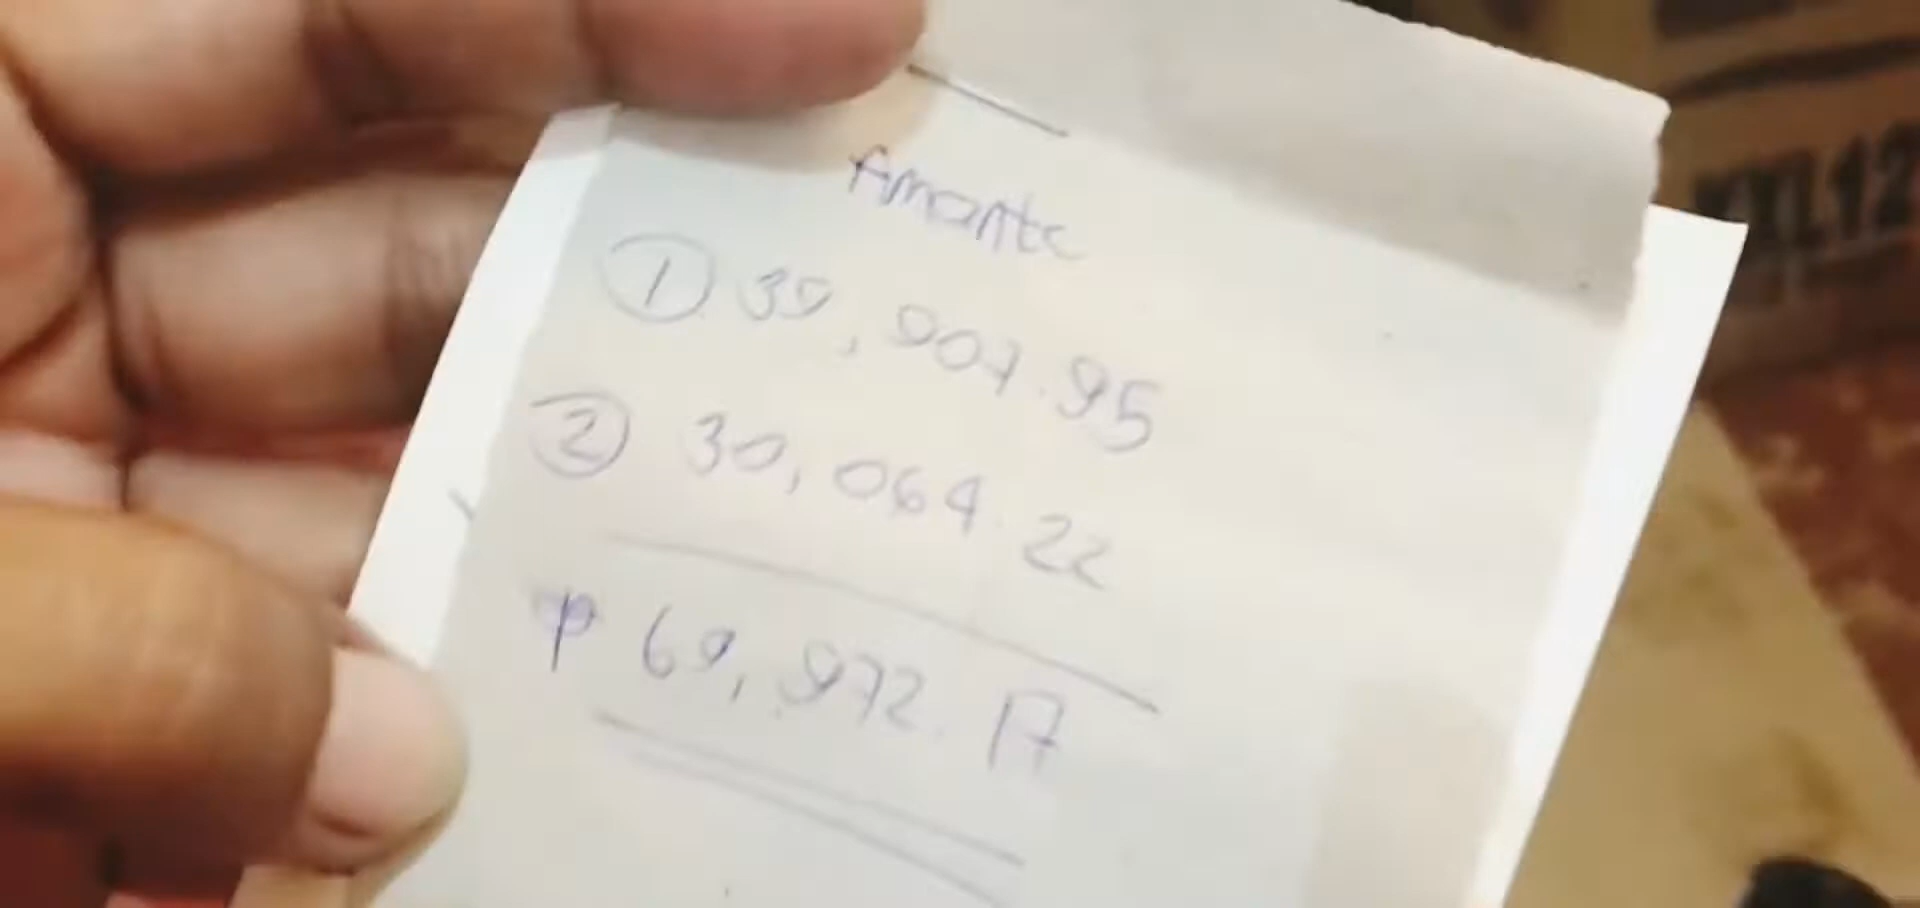 Amante
① 39,907.95
② 30,064.22
₱ 69,972.17